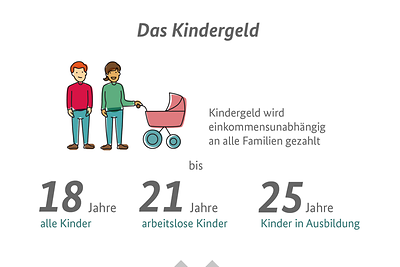 Das Kindergeld
Kindergeld wird
einkommensunabhängig
an alle Familien gezahlt
bis
18 Jahre
alle Kinder
21 Jahre
arbeitslose Kinder
25 Jahre
Kinder in Ausbildung